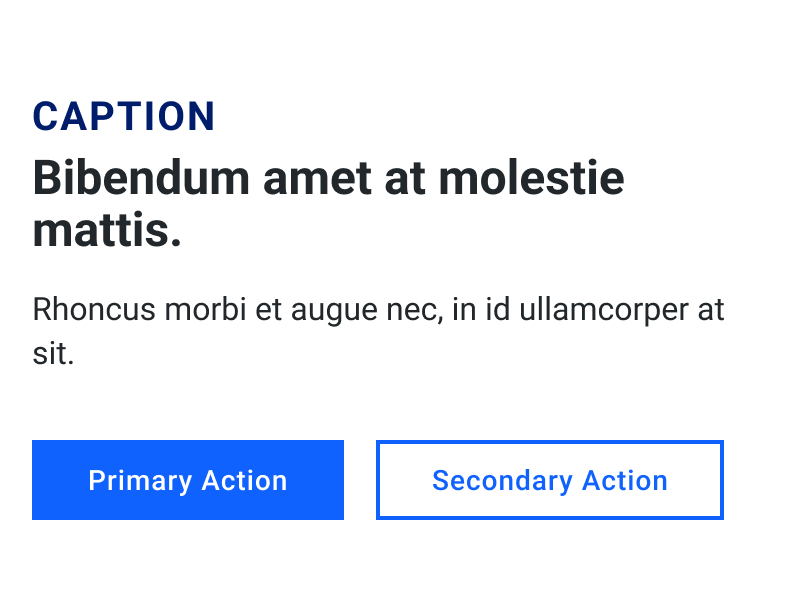 CAPTION
Bibendum amet at molestie
mattis.
Rhoncus morbi et augue nec, in id ullamcorper at
sit.
Primary Action
Secondary Action